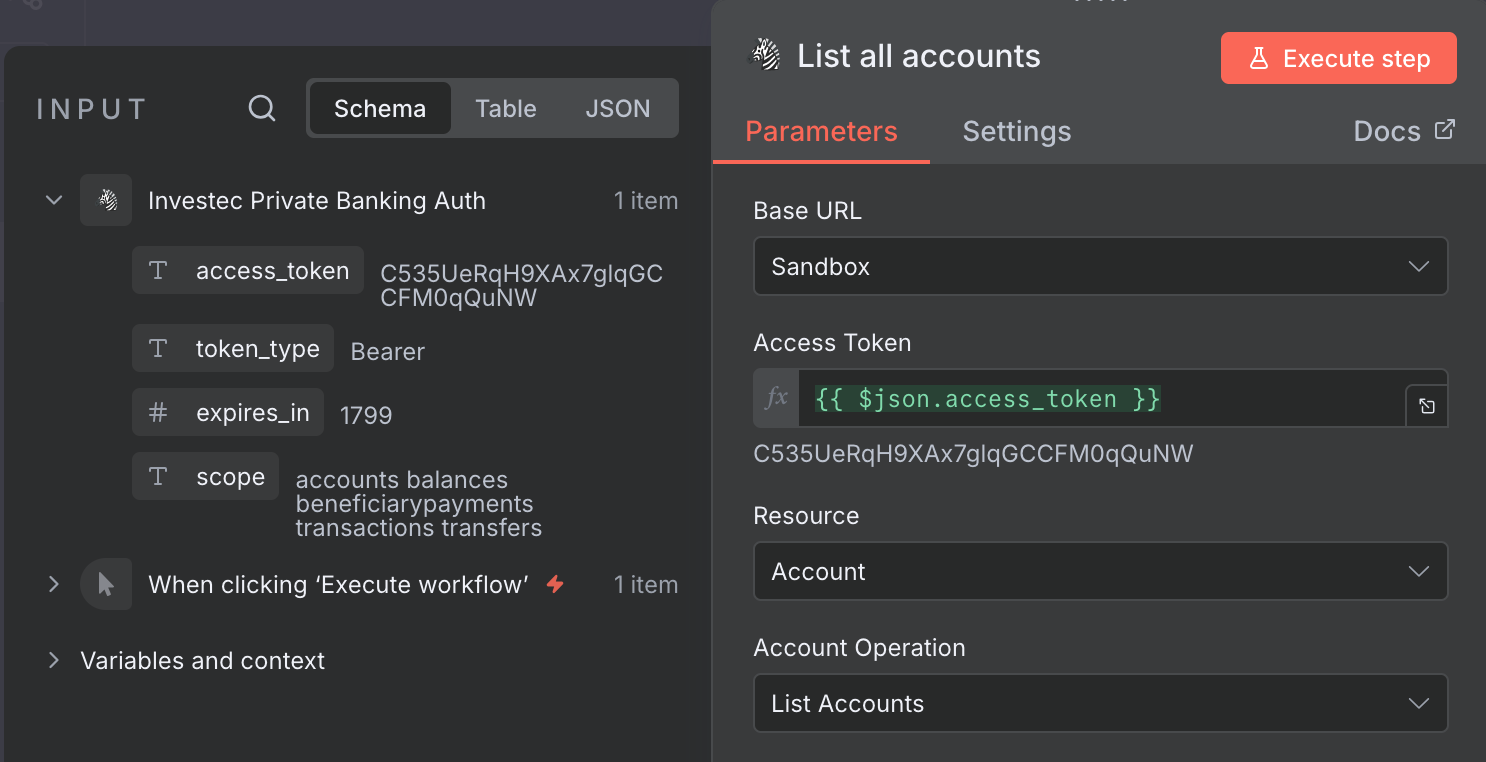 INPUT
Schema
Table
JSON
Investec Private Banking Auth
1 item
T access_token
C535UeRqH9XAx7glqGC
CFM0qQuNW
T token_type
Bearer
# expires_in
1799
T scope
accounts balances
beneficiarypayments
transactions transfers
When clicking ‘Execute workflow’
1 item
Variables and context
List all accounts
Execute step
Parameters
Settings
Docs
Base URL
Sandbox
Access Token
fx {{ $json.access_token }}
C535UeRqH9XAx7glqGCCFM0qQuNW
Resource
Account
Account Operation
List Accounts